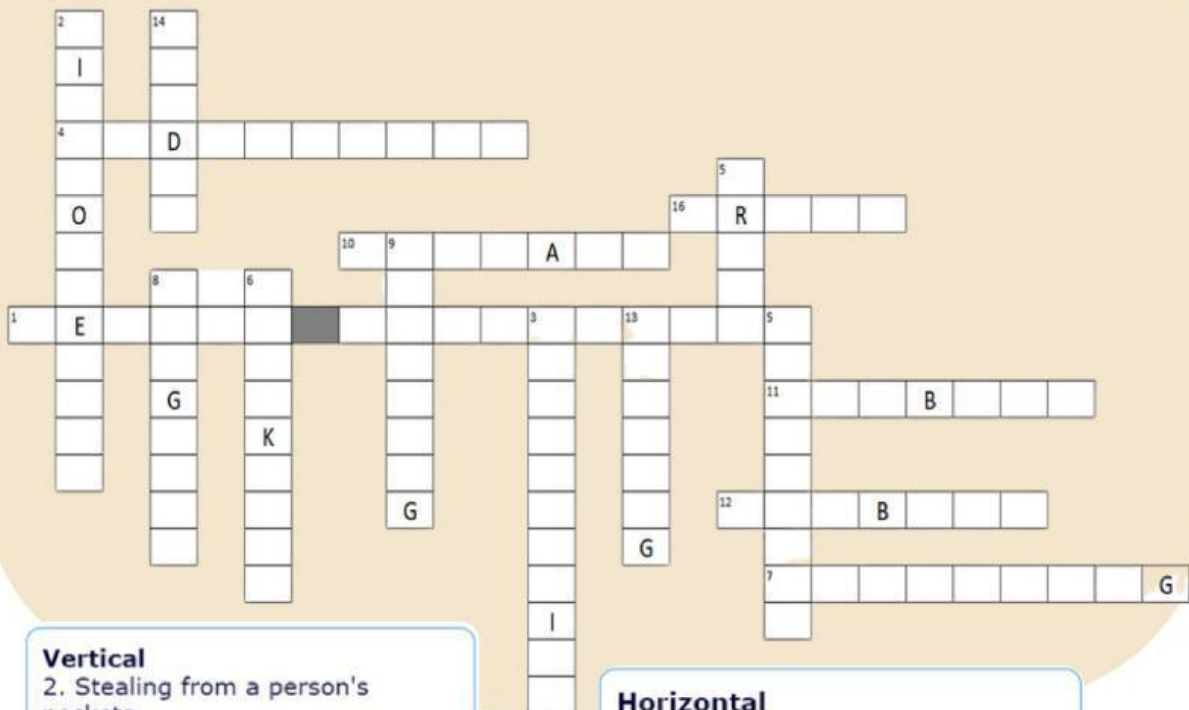 2 14
I
4 D
5
O 16 R
10 9 A
8 6
1 E 3 13 5
G 11 B
K
G 12 B
G
7 G
I
Vertical
2. Stealing from a person's
Horizontal